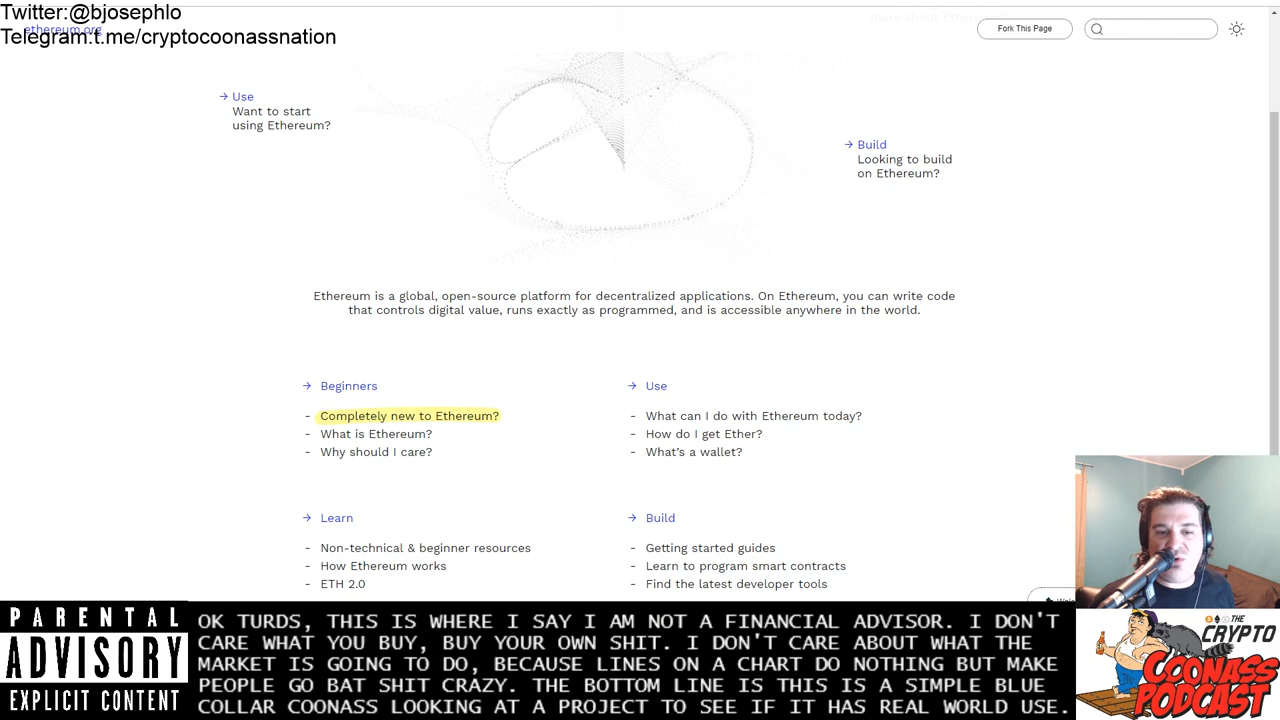 Twitter:@bjosephlo
ethereum.org
Telegram:t.me/cryptocoonassnation
more about Ethereum
Fork This Page
Use
Want to start
using Ethereum?
Build
Looking to build
on Ethereum?
Ethereum is a global, open-source platform for decentralized applications. On Ethereum, you can write code
that controls digital value, runs exactly as programmed, and is accessible anywhere in the world.
→ Beginners
- Completely new to Ethereum?
- What is Ethereum?
- Why should I care?
→ Use
- What can I do with Ethereum today?
- How do I get Ether?
- What's a wallet?
→ Learn
- Non-technical & beginner resources
- How Ethereum works
- ETH 2.0
→ Build
- Getting started guides
- Learn to program smart contracts
- Find the latest developer tools
PARENTAL
ADVISORY
EXPLICIT CONTENT
OK TURDS, THIS IS WHERE I SAY I AM NOT A FINANCIAL ADVISOR. I DON'T
CARE WHAT YOU BUY, BUY YOUR OWN SHIT. I DON'T CARE ABOUT WHAT THE
MARKET IS GOING TO DO, BECAUSE LINES ON A CHART DO NOTHING BUT MAKE
PEOPLE GO BAT SHIT CRAZY. THE BOTTOM LINE IS THIS IS A SIMPLE BLUE
COLLAR COONASS LOOKING AT A PROJECT TO SEE IF IT HAS REAL WORLD USE.
THE
CRYPTO
COONASS
PODCAST